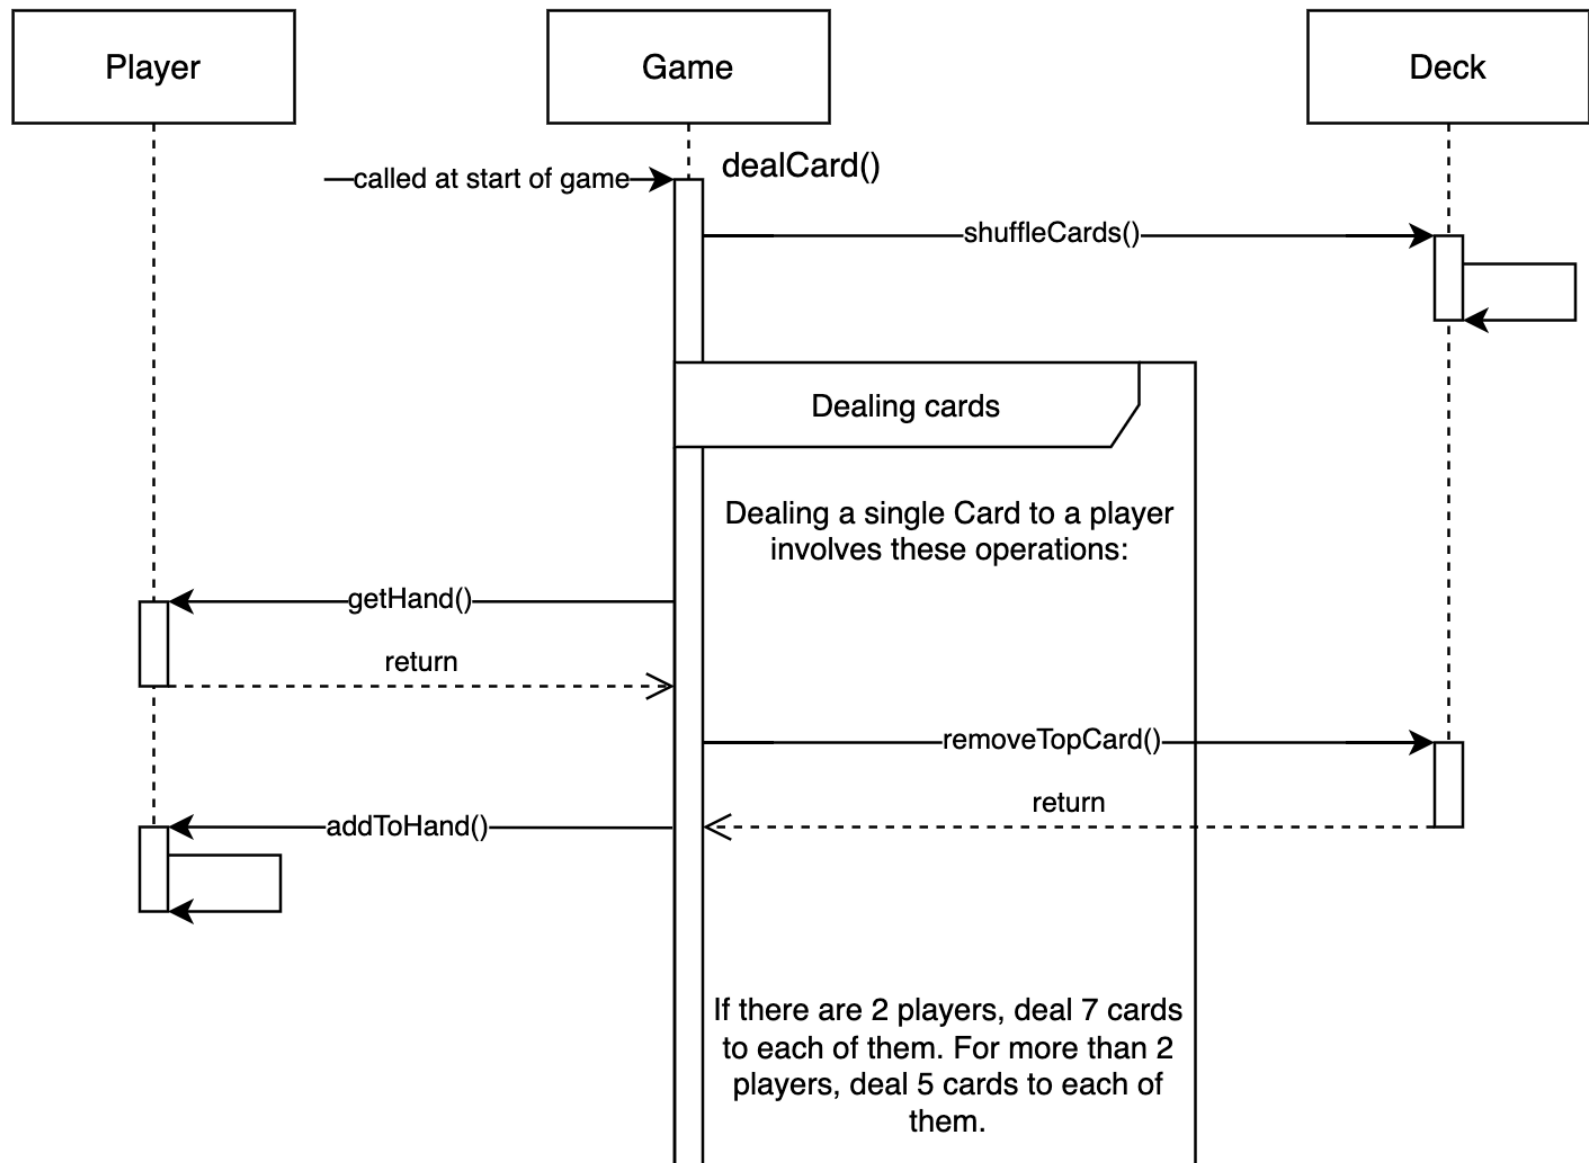 Player
Game
Deck
called at start of game
dealCard()
shuffleCards()
Dealing cards
Dealing a single Card to a player
involves these operations:
getHand()
return
removeTopCard()
return
addToHand()
If there are 2 players, deal 7 cards
to each of them. For more than 2
players, deal 5 cards to each of
them.